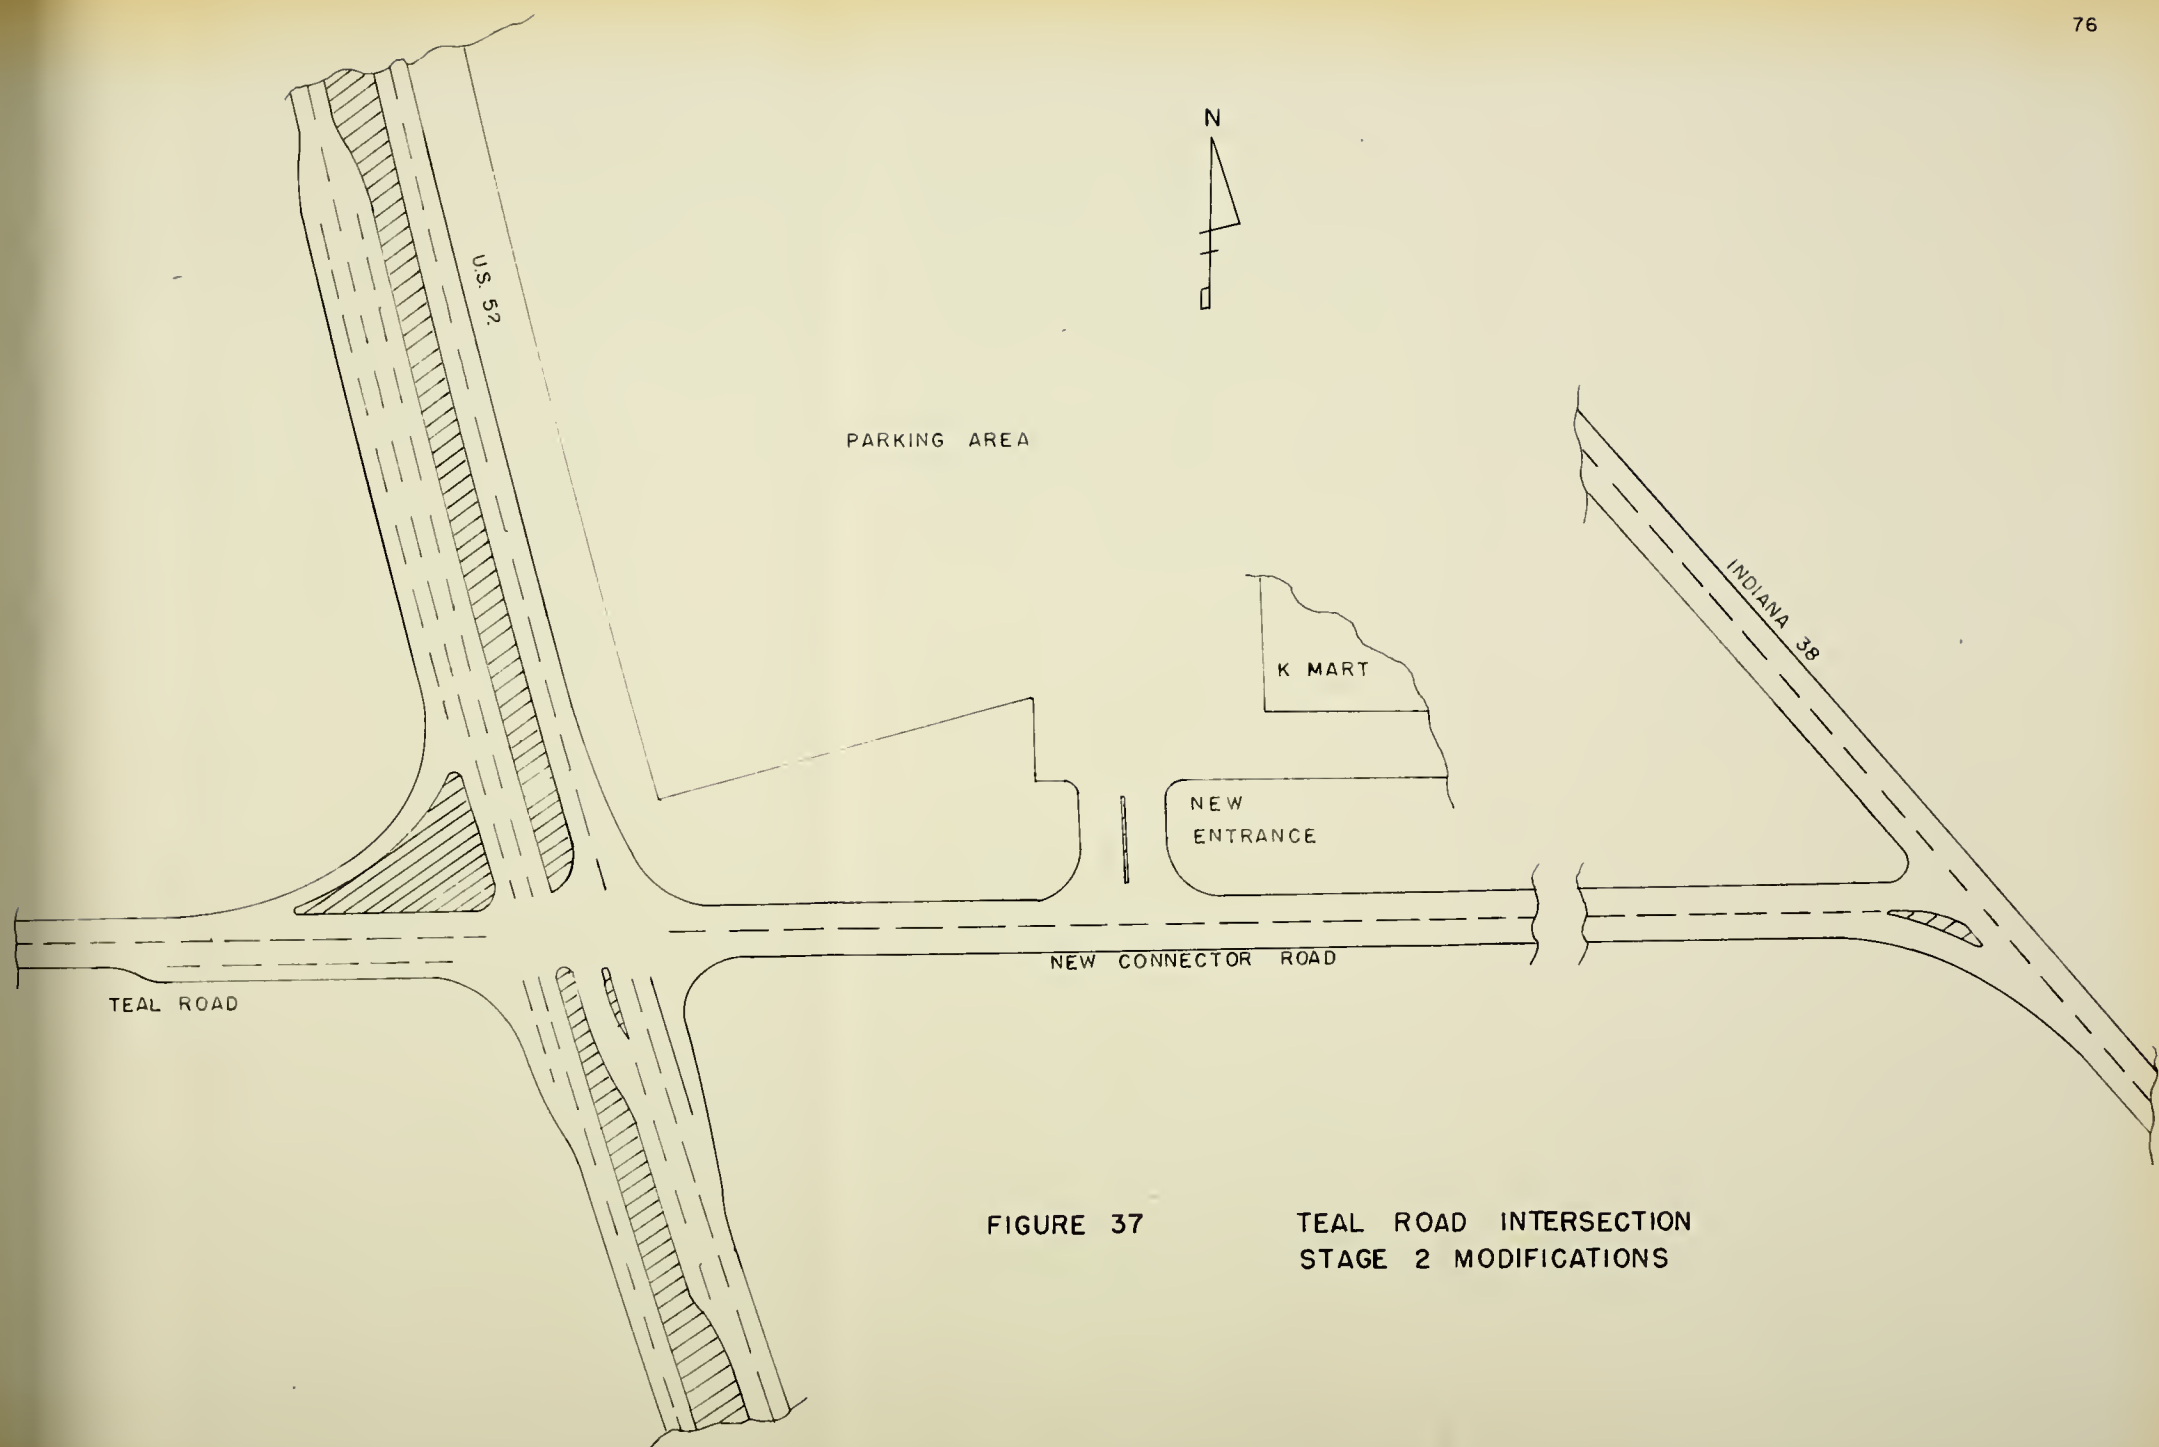 76
N
U.S. 52
PARKING AREA
INDIANA 38
K MART
NEW
ENTRANCE
NEW CONNECTOR ROAD
TEAL ROAD
FIGURE 37
TEAL ROAD INTERSECTION
STAGE 2 MODIFICATIONS